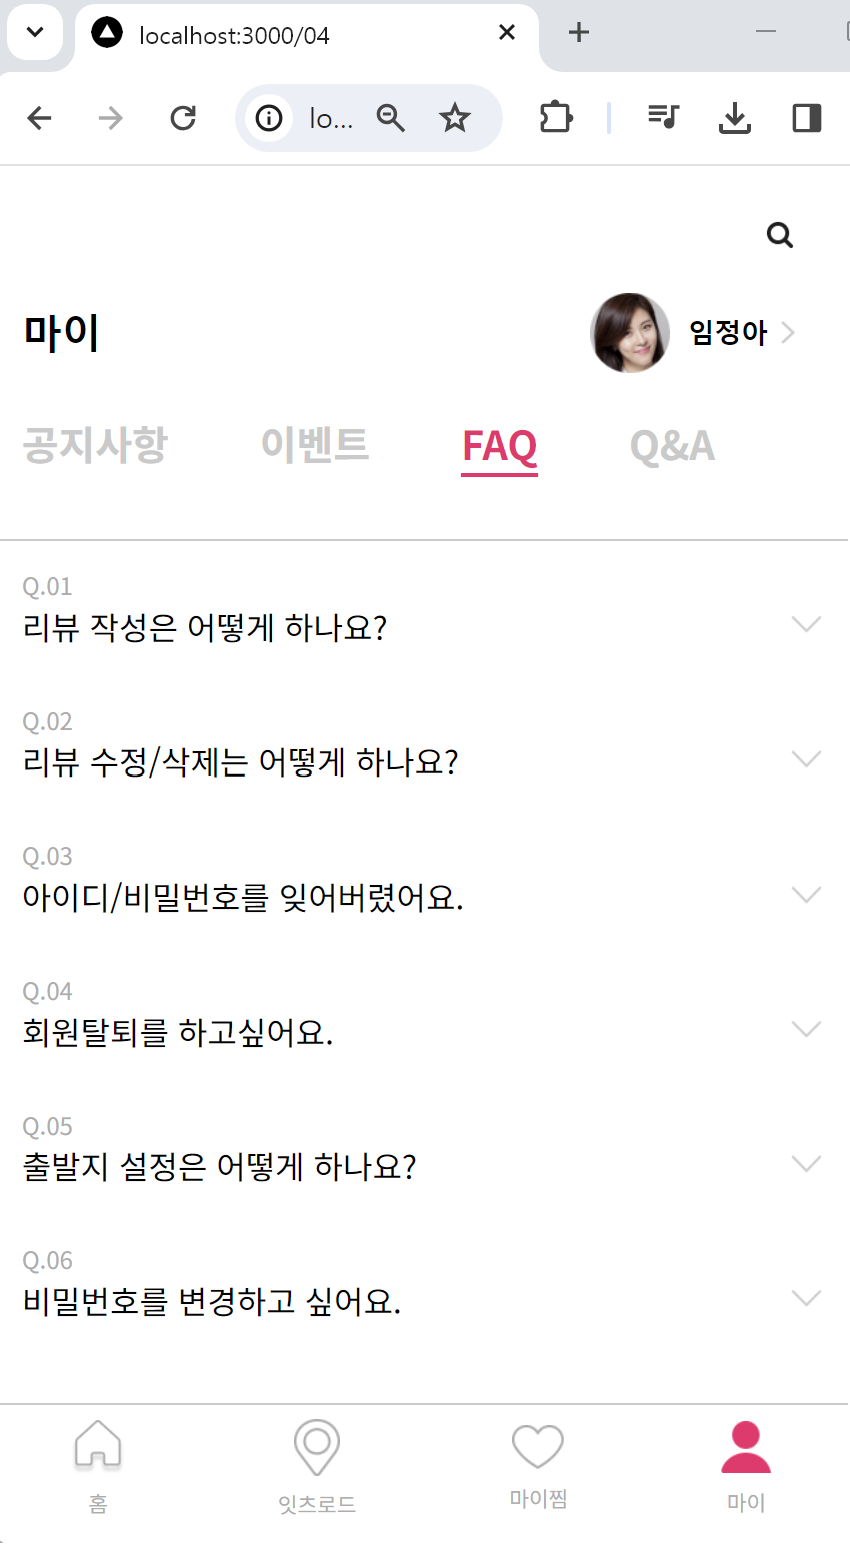 localhost:3000/04
lo...
마이
임정아
공지사항 이벤트 FAQ Q&A
Q.01
리뷰 작성은 어떻게 하나요?
Q.02
리뷰 수정/삭제는 어떻게 하나요?
Q.03
아이디/비밀번호를 잊어버렸어요.
Q.04
회원탈퇴를 하고싶어요.
Q.05
출발지 설정은 어떻게 하나요?
Q.06
비밀번호를 변경하고 싶어요.
홈 잇츠로드 마이찜 마이